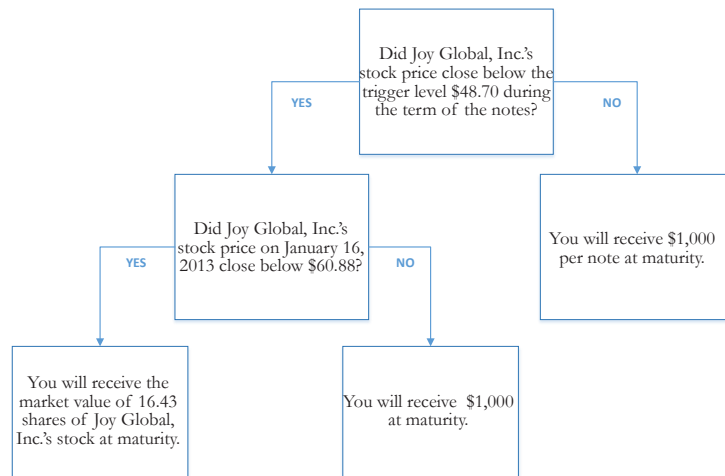 Did Joy Global, Inc.'s
stock price close below the
trigger level $48.70 during
the term of the notes?
YES
NO
Did Joy Global, Inc.'s
stock price on January 16,
2013 close below $60.88?
You will receive $1,000
per note at maturity.
YES
NO
You will receive the
market value of 16.43
shares of Joy Global,
Inc.'s stock at maturity.
You will receive $1,000
at maturity.